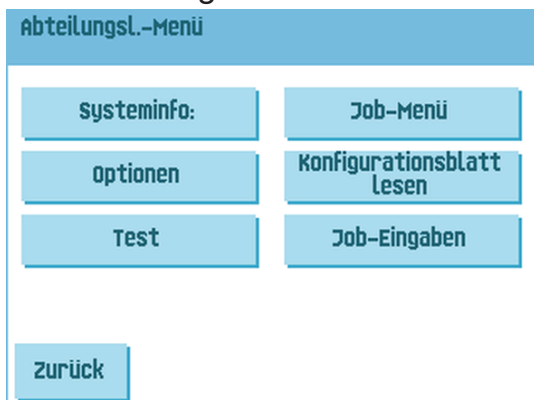 Abteilungsl.-Menü
Systeminfo:
Job-Menü
Optionen
Konfigurationsblatt
lesen
Test
Job-Eingaben
Zurück